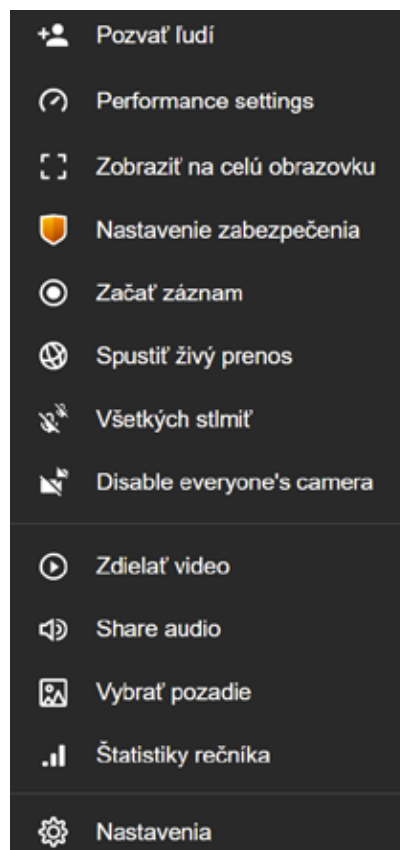 Pozvať ľudí
Performance settings
Zobraziť na celú obrazovku
Nastavenie zabezpečenia
Začať záznam
Spustiť živý prenos
Všetkých stlmiť
Disable everyone's camera
Zdielať video
Share audio
Vybrať pozadie
Štatistiky rečníka
Nastavenia